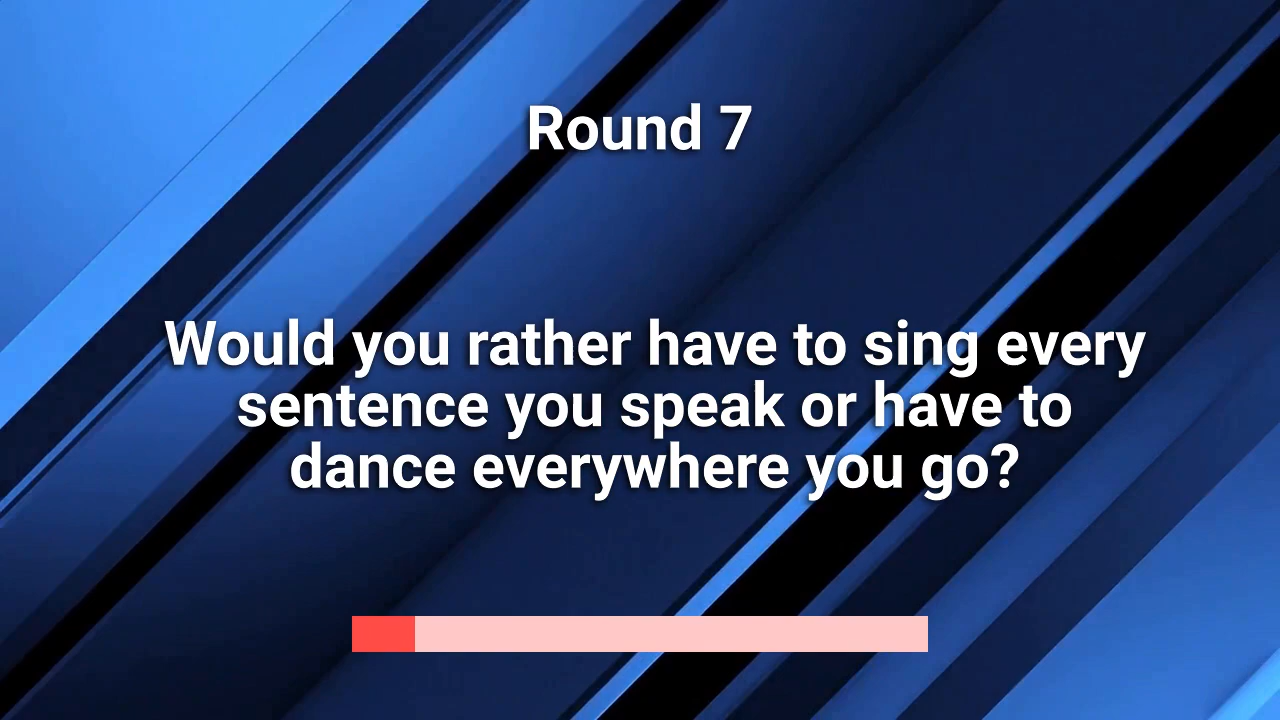 Round 7
Would you rather have to sing every
sentence you speak or have to
dance everywhere you go?